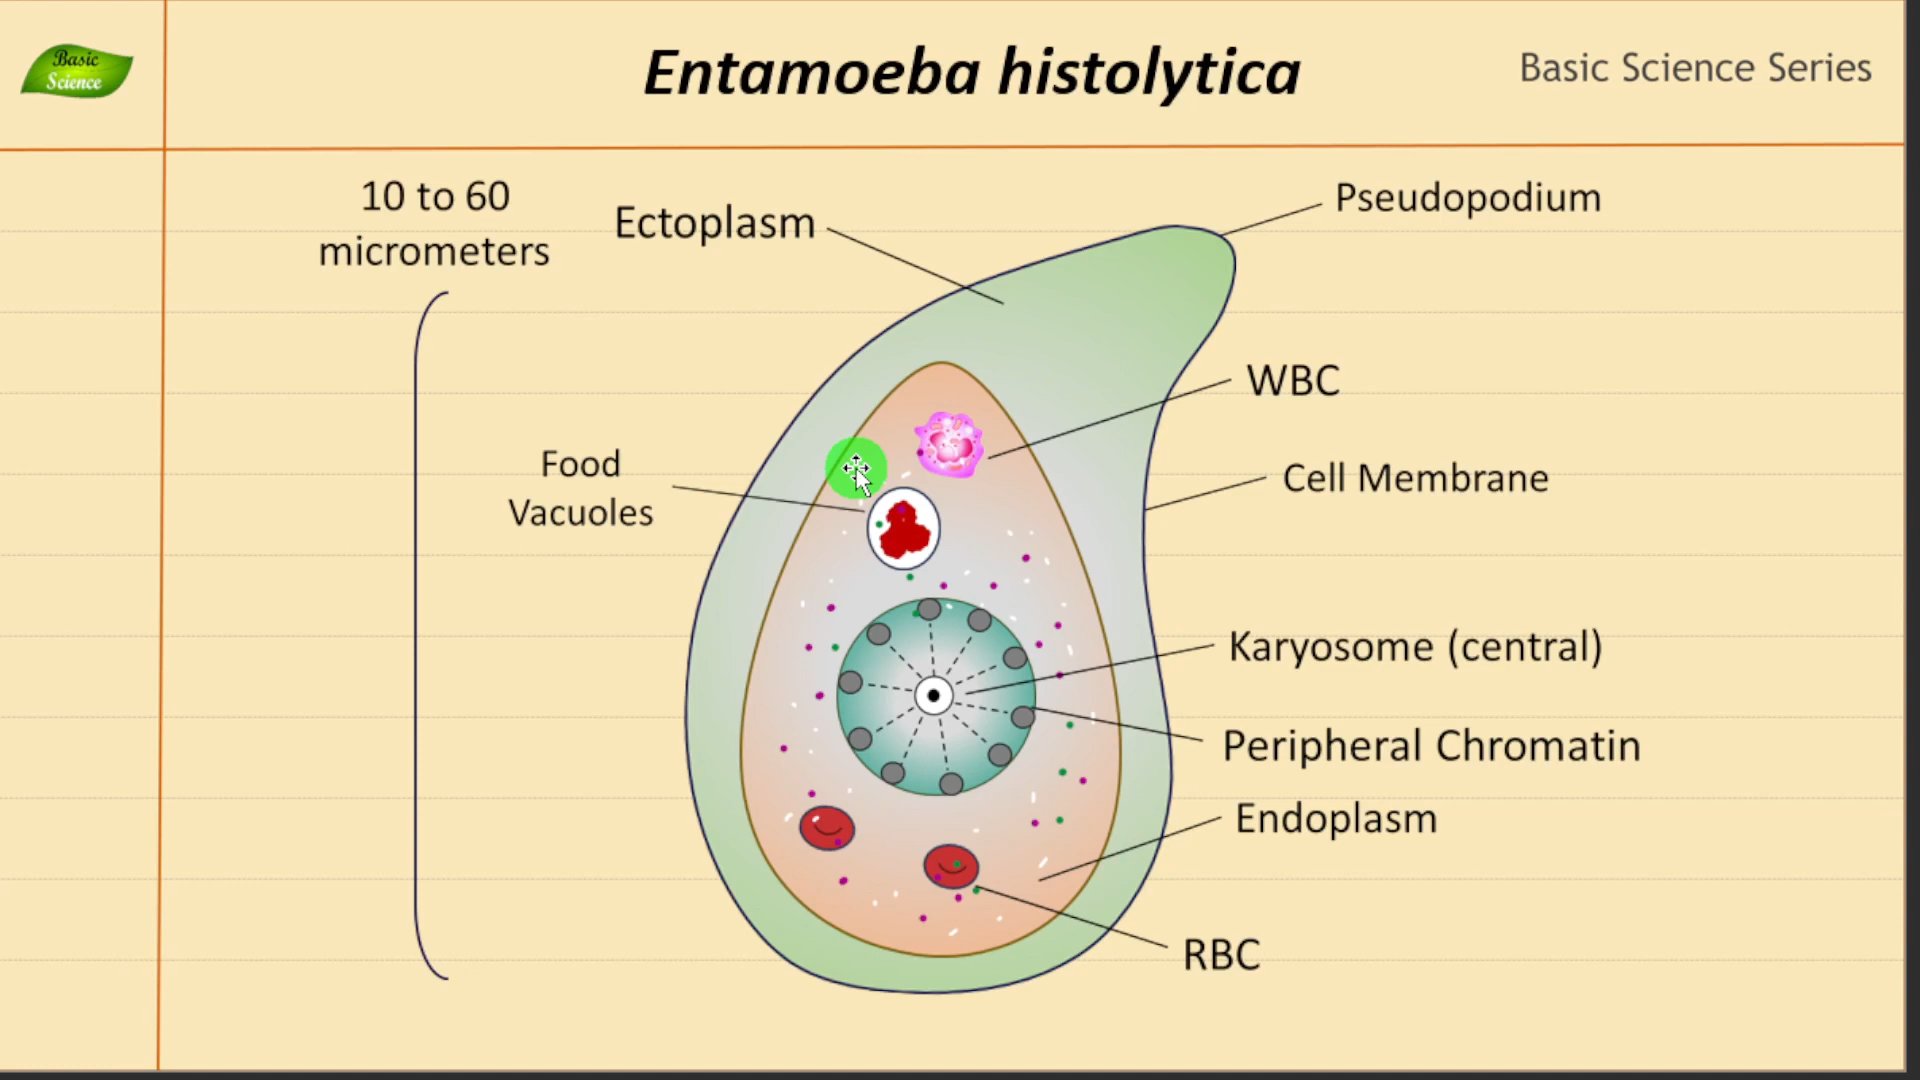 Basic
Science
Entamoeba histolytica
Basic Science Series
10 to 60
micrometers
Ectoplasm
Pseudopodium
WBC
Food
Vacuoles
Cell Membrane
Karyosome (central)
Peripheral Chromatin
Endoplasm
RBC